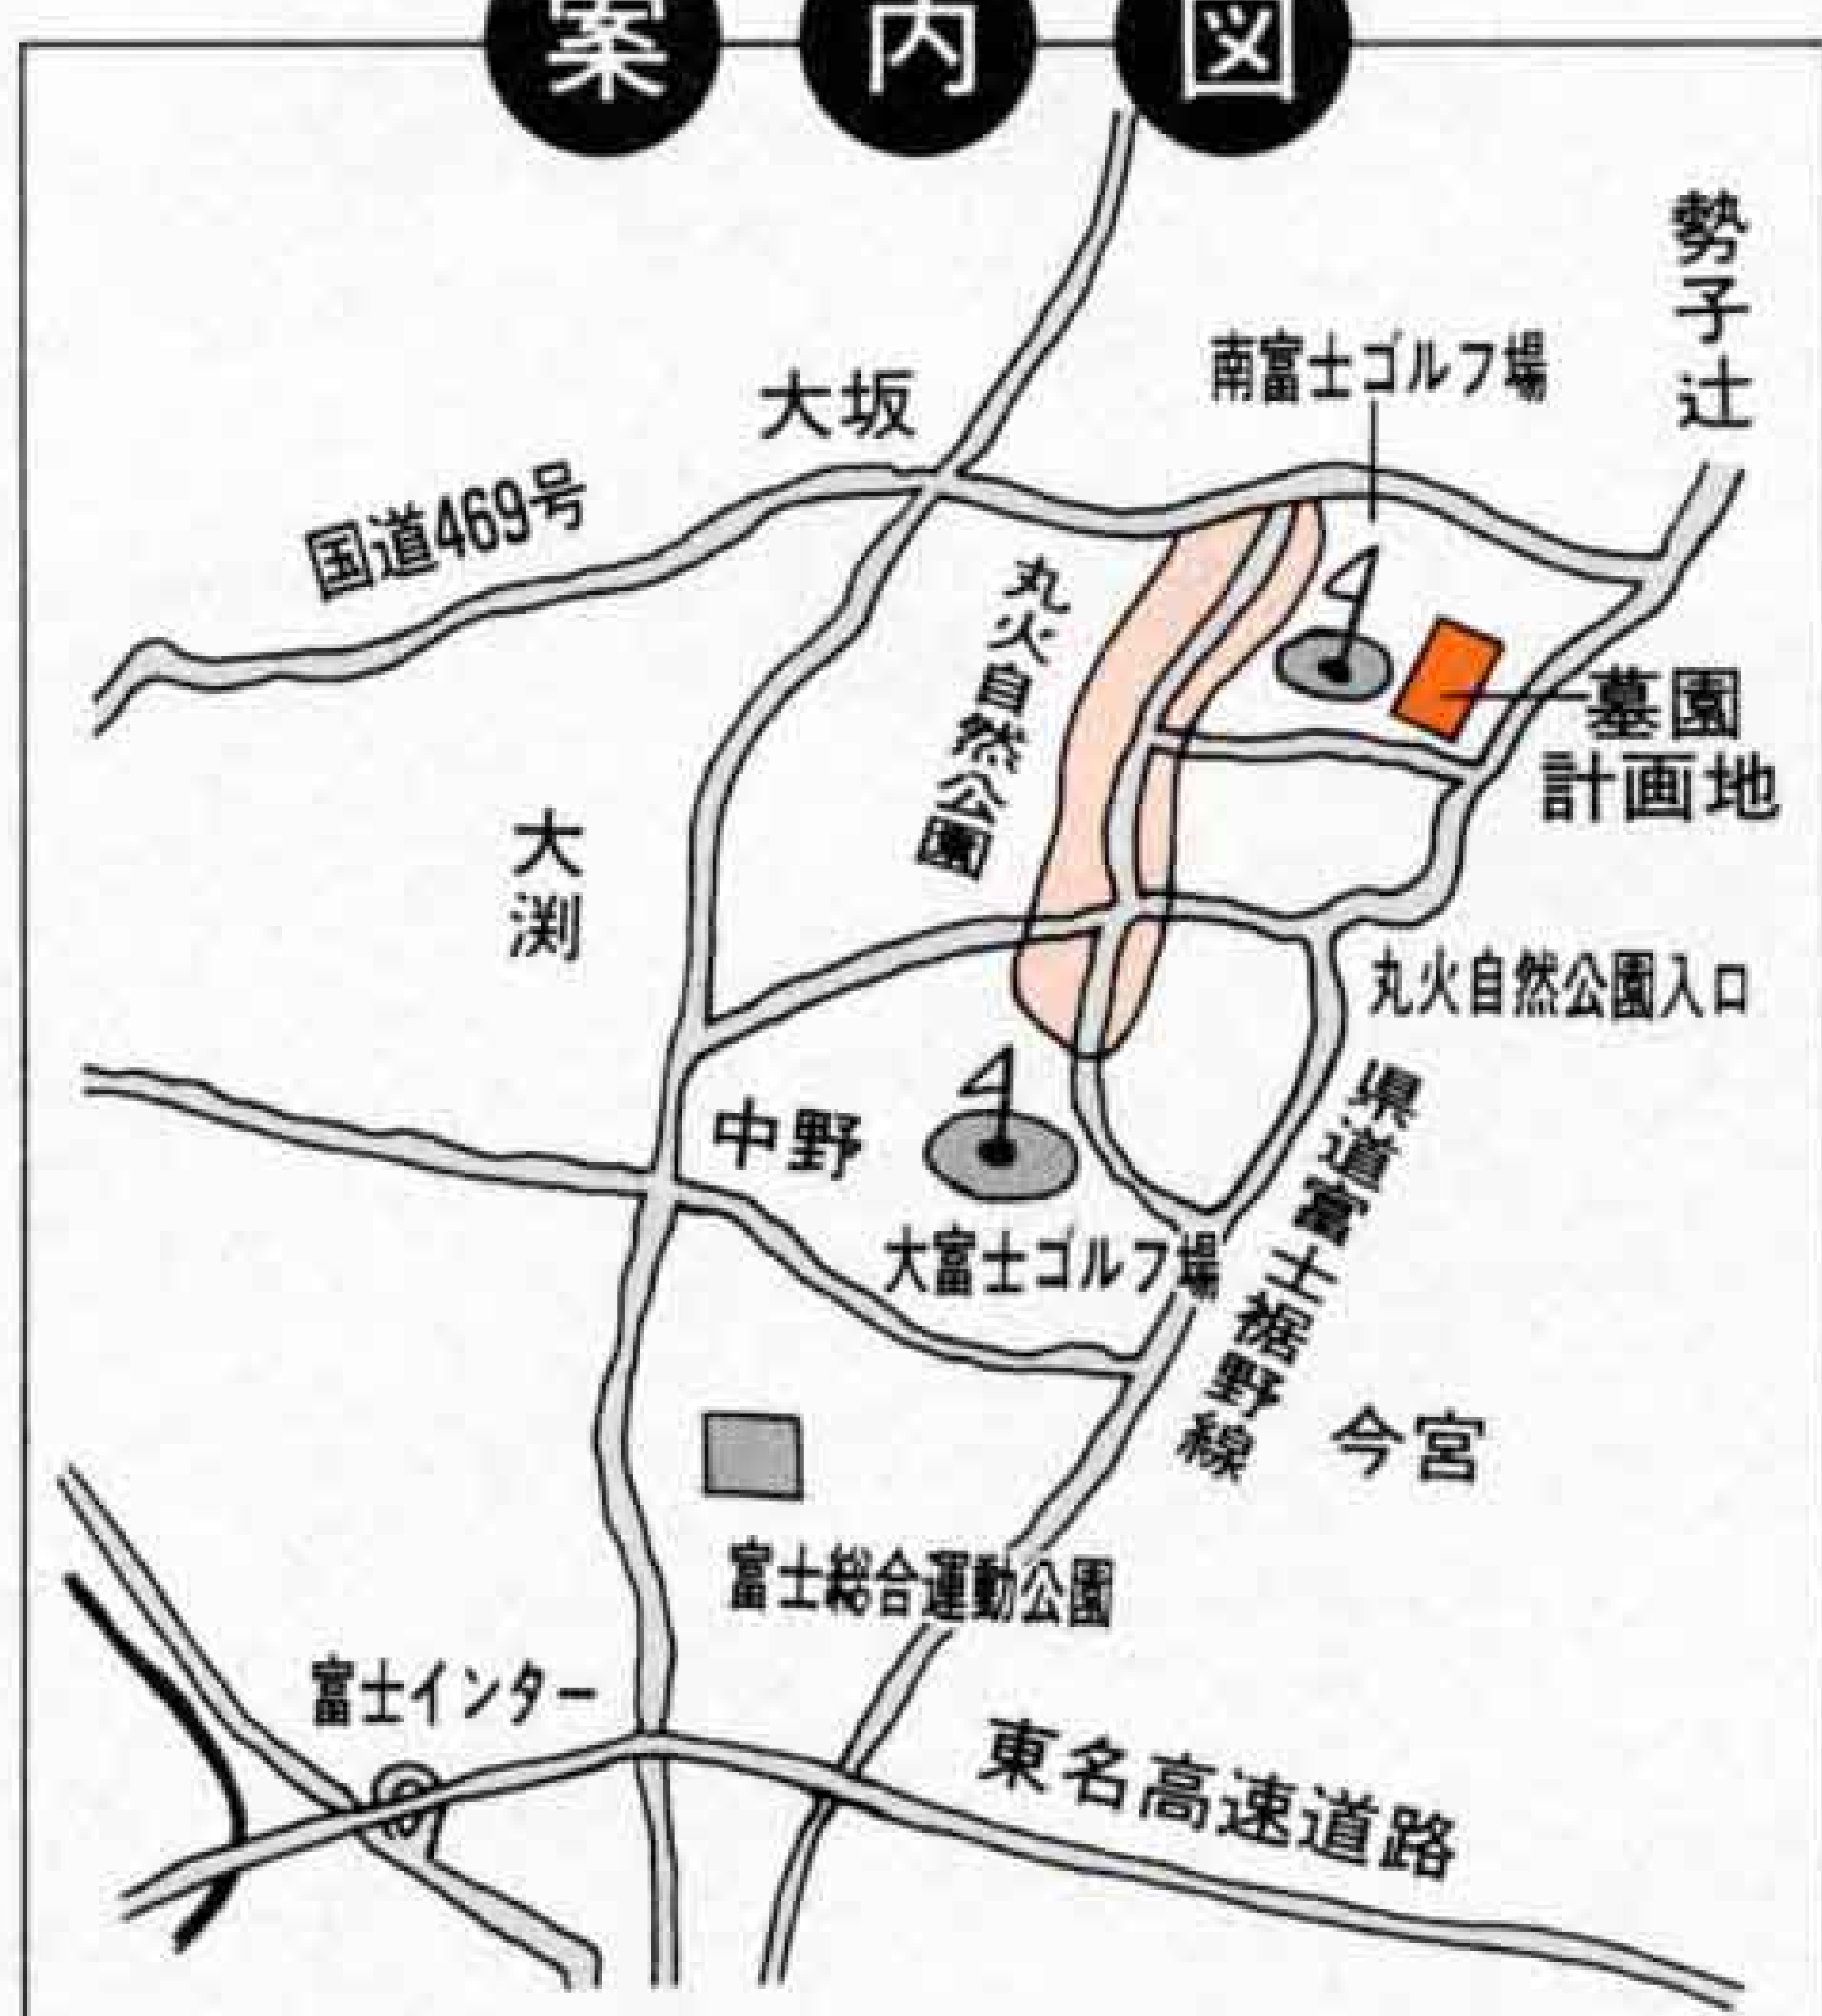 案内図
勢子辻
南富士ゴルフ場
大坂
国道469号
丸火自然公園
墓園
計画地
大渕
丸火自然公園入口
中野
県道富士裾野線
大富士ゴルフ場
今宮
富士総合運動公園
富士インター
東名高速道路